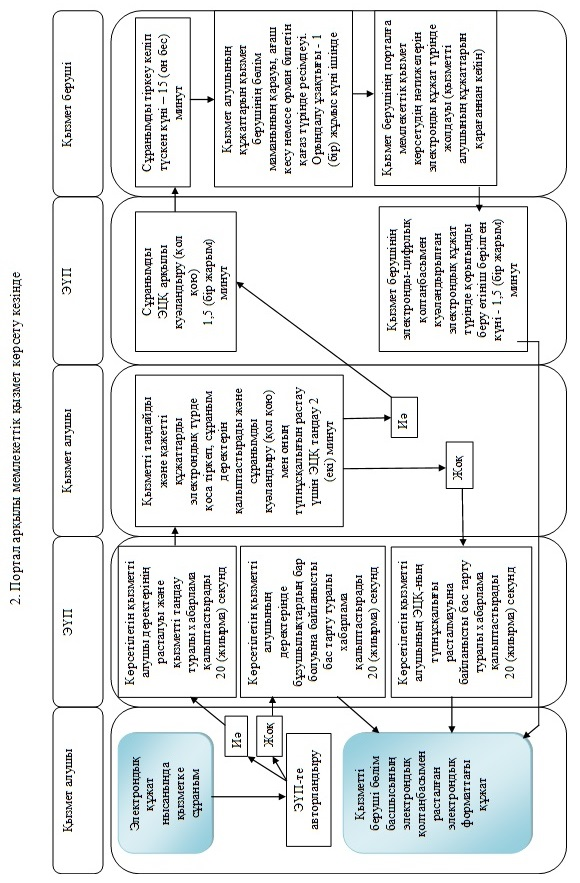 2. Портал арқылы мемлекеттік қызмет көрсету кезінде
Қызмет алушы
ЭҮП
Қызмет алушы
ЭҮП
Қызмет беруші
Электрондық
құжат
нысанында
қызметке
сұраным
ЭҮП-те
авторландыру
Иә
Жоқ
Қызметті
беруші бөлім
басшысының
электрондық
қолтаңбасымен
расталған
электрондық
форматтағы
құжат
Көрсетілетін қызметті
алушы деректерінің
расталуы және
қызметті таңдау
туралы хабарлама
қалыптастырады
20 (жиырма) секунд
Көрсетілетін қызметті
алушының
деректерінде
бұзушылықтардың бар
болуына байланысты
бас тарту туралы
хабарлама
қалыптастырады
20 (жиырма) секунд
Көрсетілетін қызметті
алушының ЭЦҚ-ның
түпнұсқалығы
расталмауына
байланысты бас тарту
туралы хабарлама
қалыптастырады
20 (жиырма) секунд
Қызметті таңдайды
және қажетті
құжаттарды
электрондық түрде
қоса тіркеп, сұраным
деректерін
қалыптастырады және
сұранымды
куәландыру (қол қою)
мен оның
түпнұсқалығын растау
үшін ЭЦҚ таңдау 2
(екі) минут
Иә
Жоқ
Сұранымды
ЭЦҚ арқылы
куәландыру (қол
қою)
1,5 (бір жарым)
минут
Қызмет берушінің
электронды-цифрлық
қолтаңбасымен
куәландырылған
электрондық құжат
түрінде қорытынды
беру өтініш берілген
күні - 1,5 (бір жарым)
минут
Сұранымды тіркеу келіп
түскен күні – 15 (он бес)
минут
Қызмет алушының
құжаттарын қызмет
берушінің бөлім
маманының қарауы, ағаш
кесу немесе орман билетін
қағаз түрінде ресімдеуі.
Орындалу ұзақтығы - 1
(бір) жұмыс күні ішінде
Қызмет берушінің порталға
мемлекеттік қызмет
көрсетудің нәтижелерін
электронды құжат түрінде
жолдауы (қызметті
алушының құжаттарын
қарағаннан кейін)